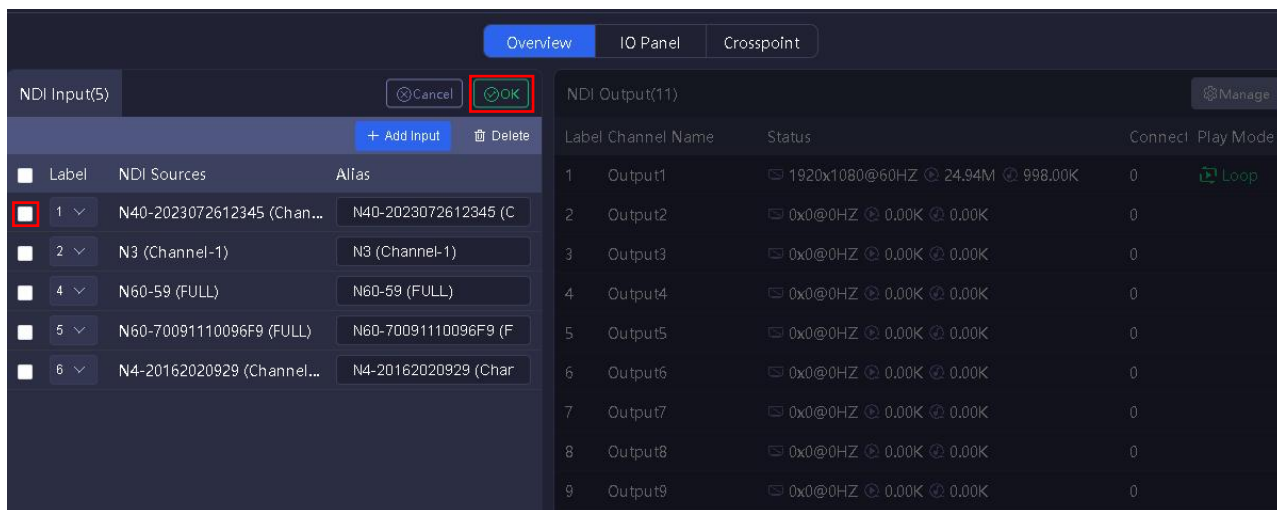 Overview IO Panel Crosspoint
NDI Input(5) Cancel OK NDI Output(11) Manage
+ Add Input Delete Label Channel Name Status Connect Play Mode
Label NDI Sources Alias 1 Output1 1920x1080@60HZ 24.94M 998.00K 0 Loop
1 N40-2023072612345 (Chan... N40-2023072612345 (C 2 Output2 0x0@0HZ 0.00K 0.00K 0
2 N3 (Channel-1) N3 (Channel-1) 3 Output3 0x0@0HZ 0.00K 0.00K 0
4 N60-59 (FULL) N60-59 (FULL) 4 Output4 0x0@0HZ 0.00K 0.00K 0
5 N60-70091110096F9 (FULL) N60-70091110096F9 (F 5 Output5 0x0@0HZ 0.00K 0.00K 0
6 N4-20162020929 (Channel... N4-20162020929 (Char 6 Output6 0x0@0HZ 0.00K 0.00K 0
7 Output7 0x0@0HZ 0.00K 0.00K 0
8 Output8 0x0@0HZ 0.00K 0.00K 0
9 Output9 0x0@0HZ 0.00K 0.00K 0